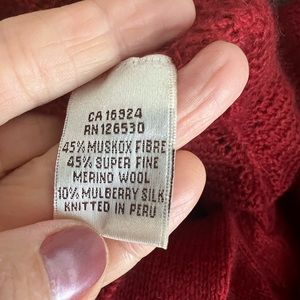 CA 16924
RN 126530
45% MUSKOX FIBRE
45% SUPER FINE
MERINO WOOL
10% MULBERRY SILK
KNITTED IN PERU